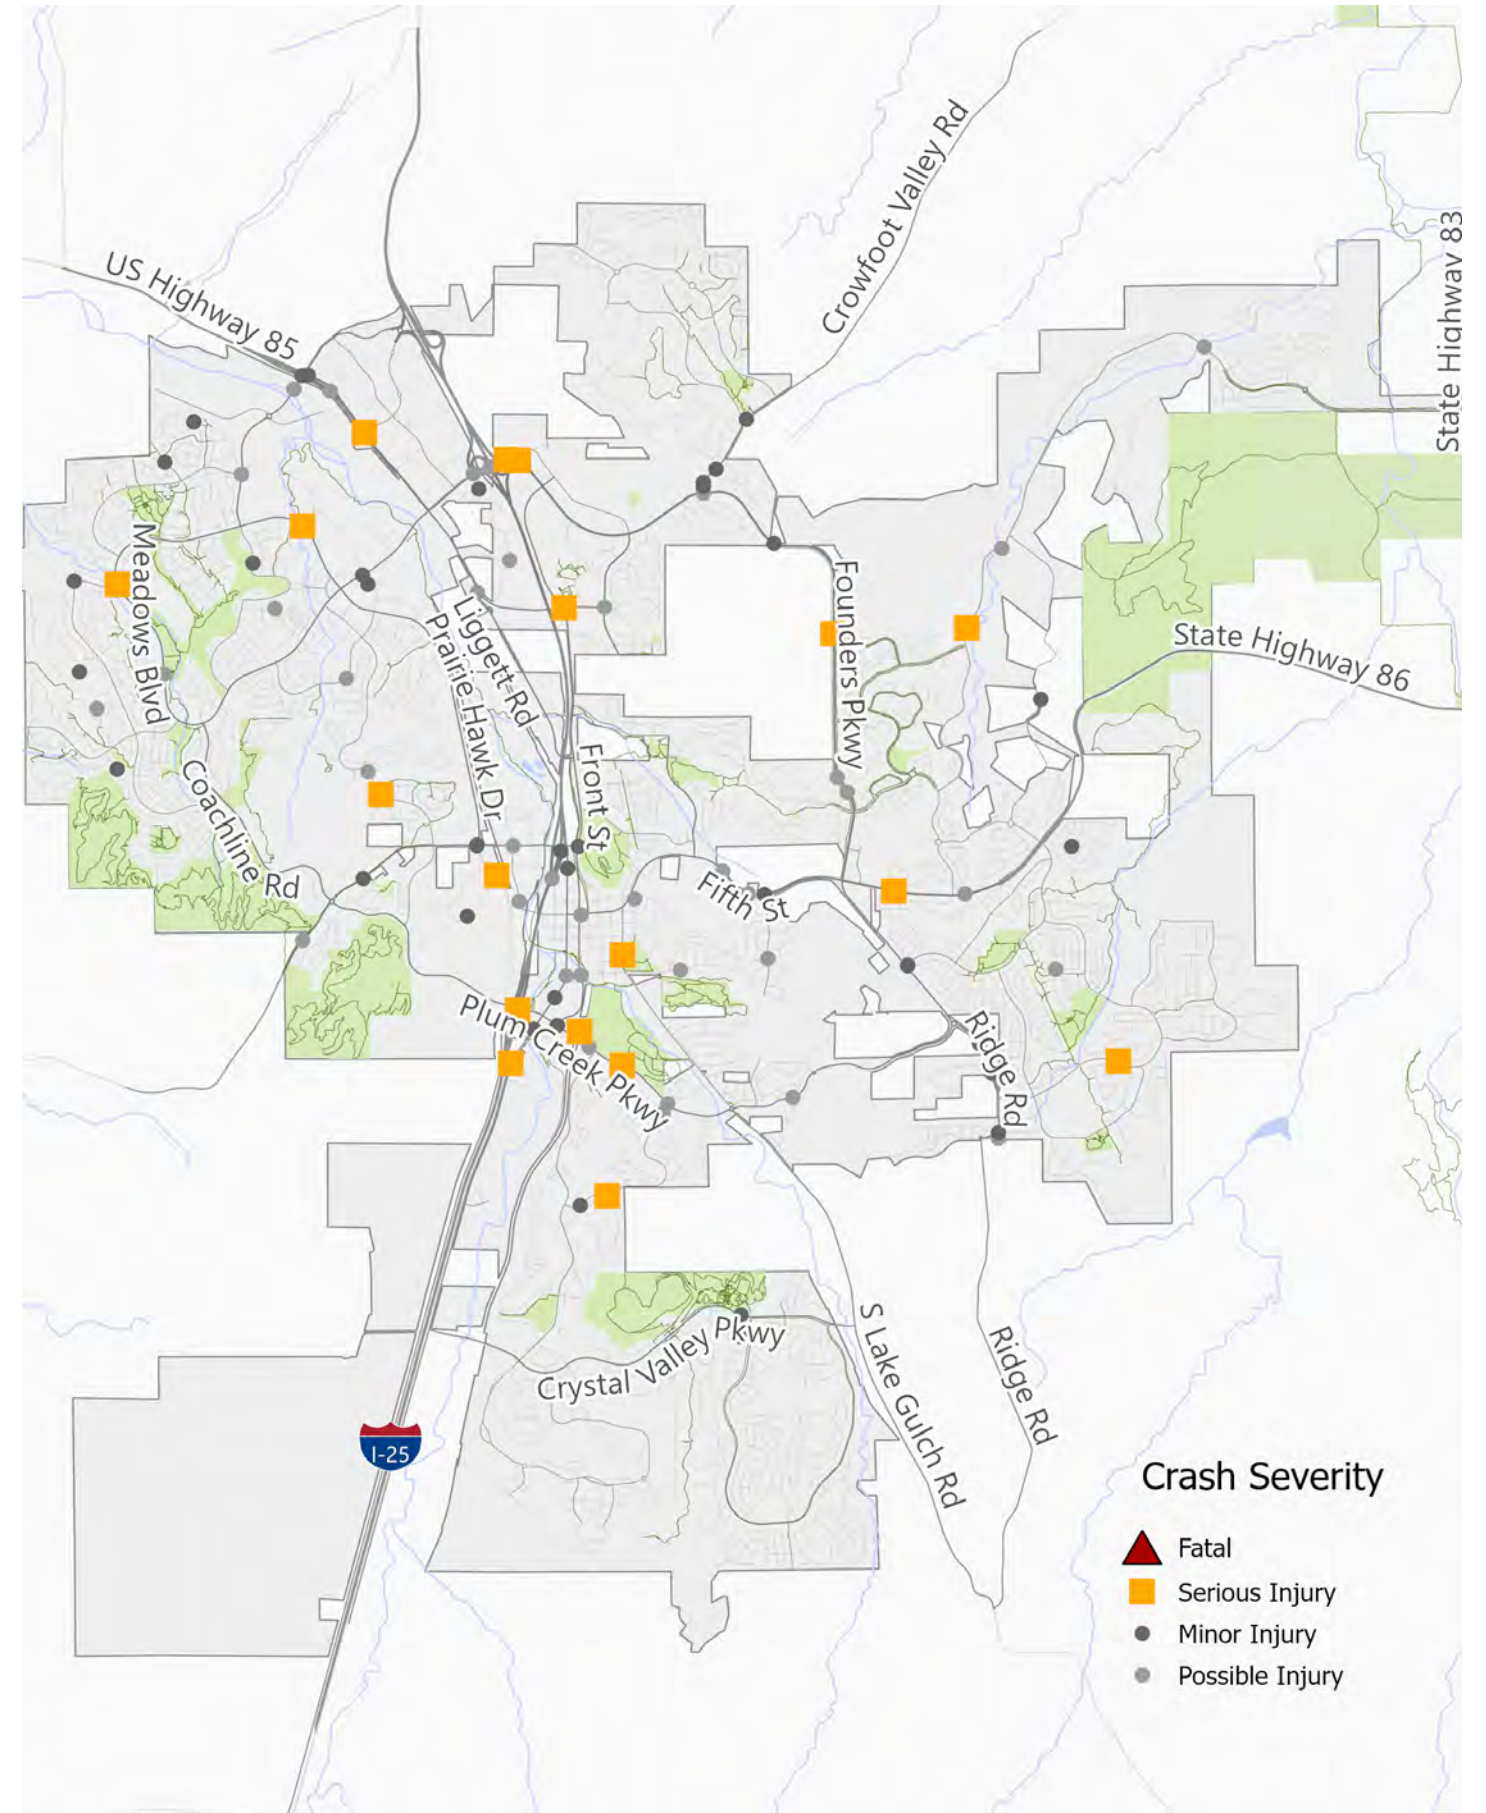 Crowfoot Valley Rd
State Highway 83
US Highway 85
Meadows Blvd
Founders Pkwy
Liggett Rd
Prairie Hawk Dr
State Highway 86
Front St
Coachline Rd
Fifth St
Plum Creek Pkwy
Ridge Rd
S Lake Gulch Rd
Crystal Valley Pkwy
Ridge Rd
I-25
Crash Severity
Fatal
Serious Injury
Minor Injury
Possible Injury